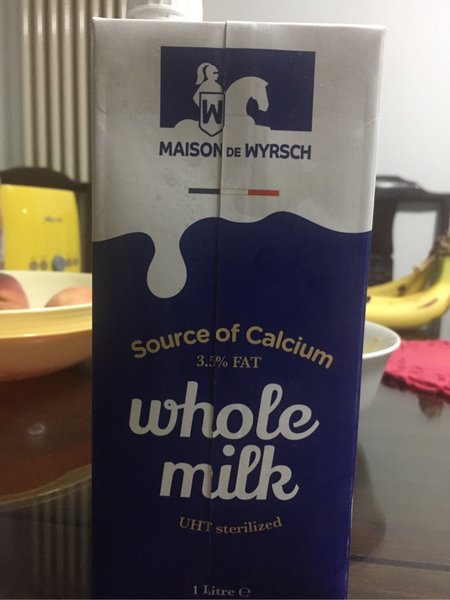 W
MAISON DE WYRSCH
Source of Calcium
3.5% FAT
whole
milk
UHT sterilized
1 Litre ℮